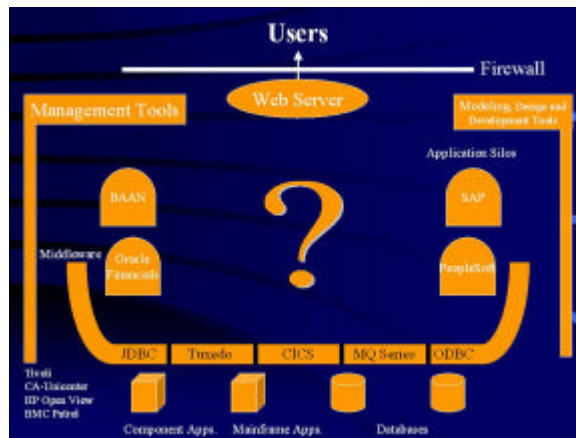 Users
Firewall
Web Server
Management Tools
Modeling, Design and
Development Tools
Application Silos
BAAN
SAP
Middleware
Oracle
Financials
PeopleSoft
?
JDBC
Tuxedo
CICS
MQ Series
ODBC
Tivoli
CA-Unicenter
HP Open View
BMC Patrol
Component Apps.
Mainframe Apps.
Databases